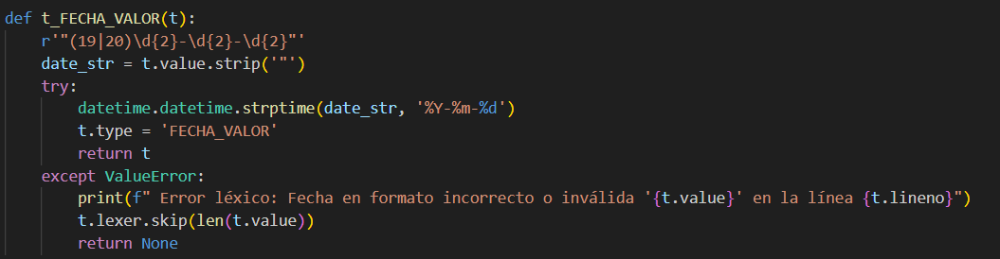 def t_FECHA_VALOR(t):
    r'"(19|20)\d{2}-\d{2}-\d{2}"'
    date_str = t.value.strip('"')
    try:
        datetime.datetime.strptime(date_str, '%Y-%m-%d')
        t.type = 'FECHA_VALOR'
        return t
    except ValueError:
        print(f" Error léxico: Fecha en formato incorrecto o inválida '{t.value}' en la línea {t.lineno}")
        t.lexer.skip(len(t.value))
        return None